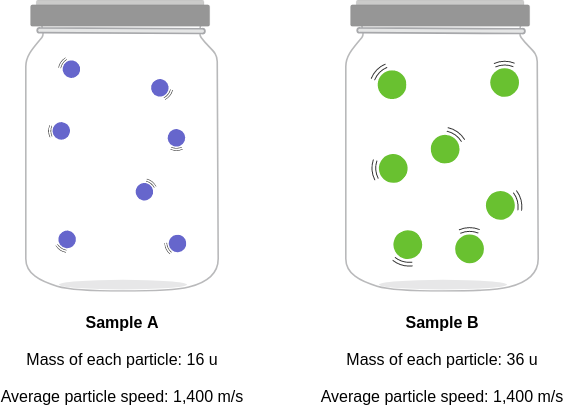 Sample A
Sample B
Mass of each particle: 16 u
Mass of each particle: 36 u
Average particle speed: 1,400 m/s
Average particle speed: 1,400 m/s